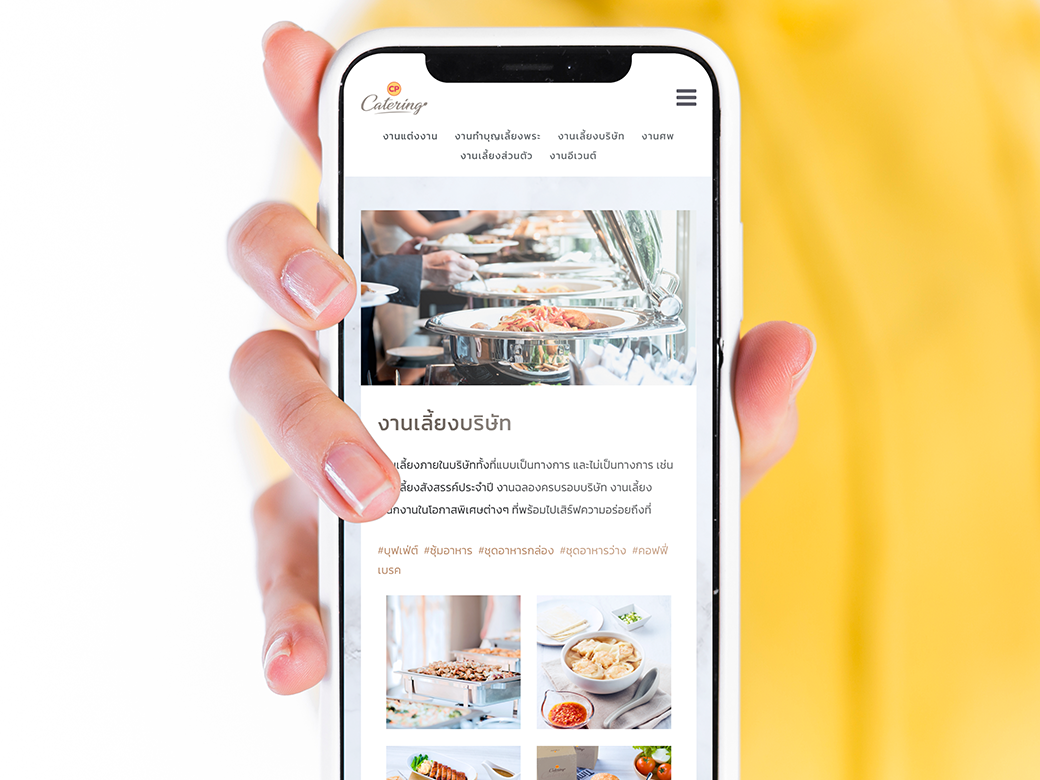 CP
Catering
งานแต่งงาน งานทำบุญเลี้ยงพระ งานเลี้ยงบริษัท งานศพ
งานเลี้ยงส่วนตัว งานอีเวนต์
งานเลี้ยงบริษัท
เลี้ยงภายในบริษัททั้งที่แบบเป็นทางการ และไม่เป็นทางการ เช่น
เลี้ยงสังสรรค์ประจำปี งานฉลองครบรอบบริษัท งานเลี้ยง
งานในโอกาสพิเศษต่างๆ ที่พร้อมไปเสิร์ฟความอร่อยถึงที่
#บุฟเฟ่ต์ #ซุ้มอาหาร #ชุดอาหารกล่อง #ชุดอาหารว่าง #คอฟฟี่
เบรค
Catering